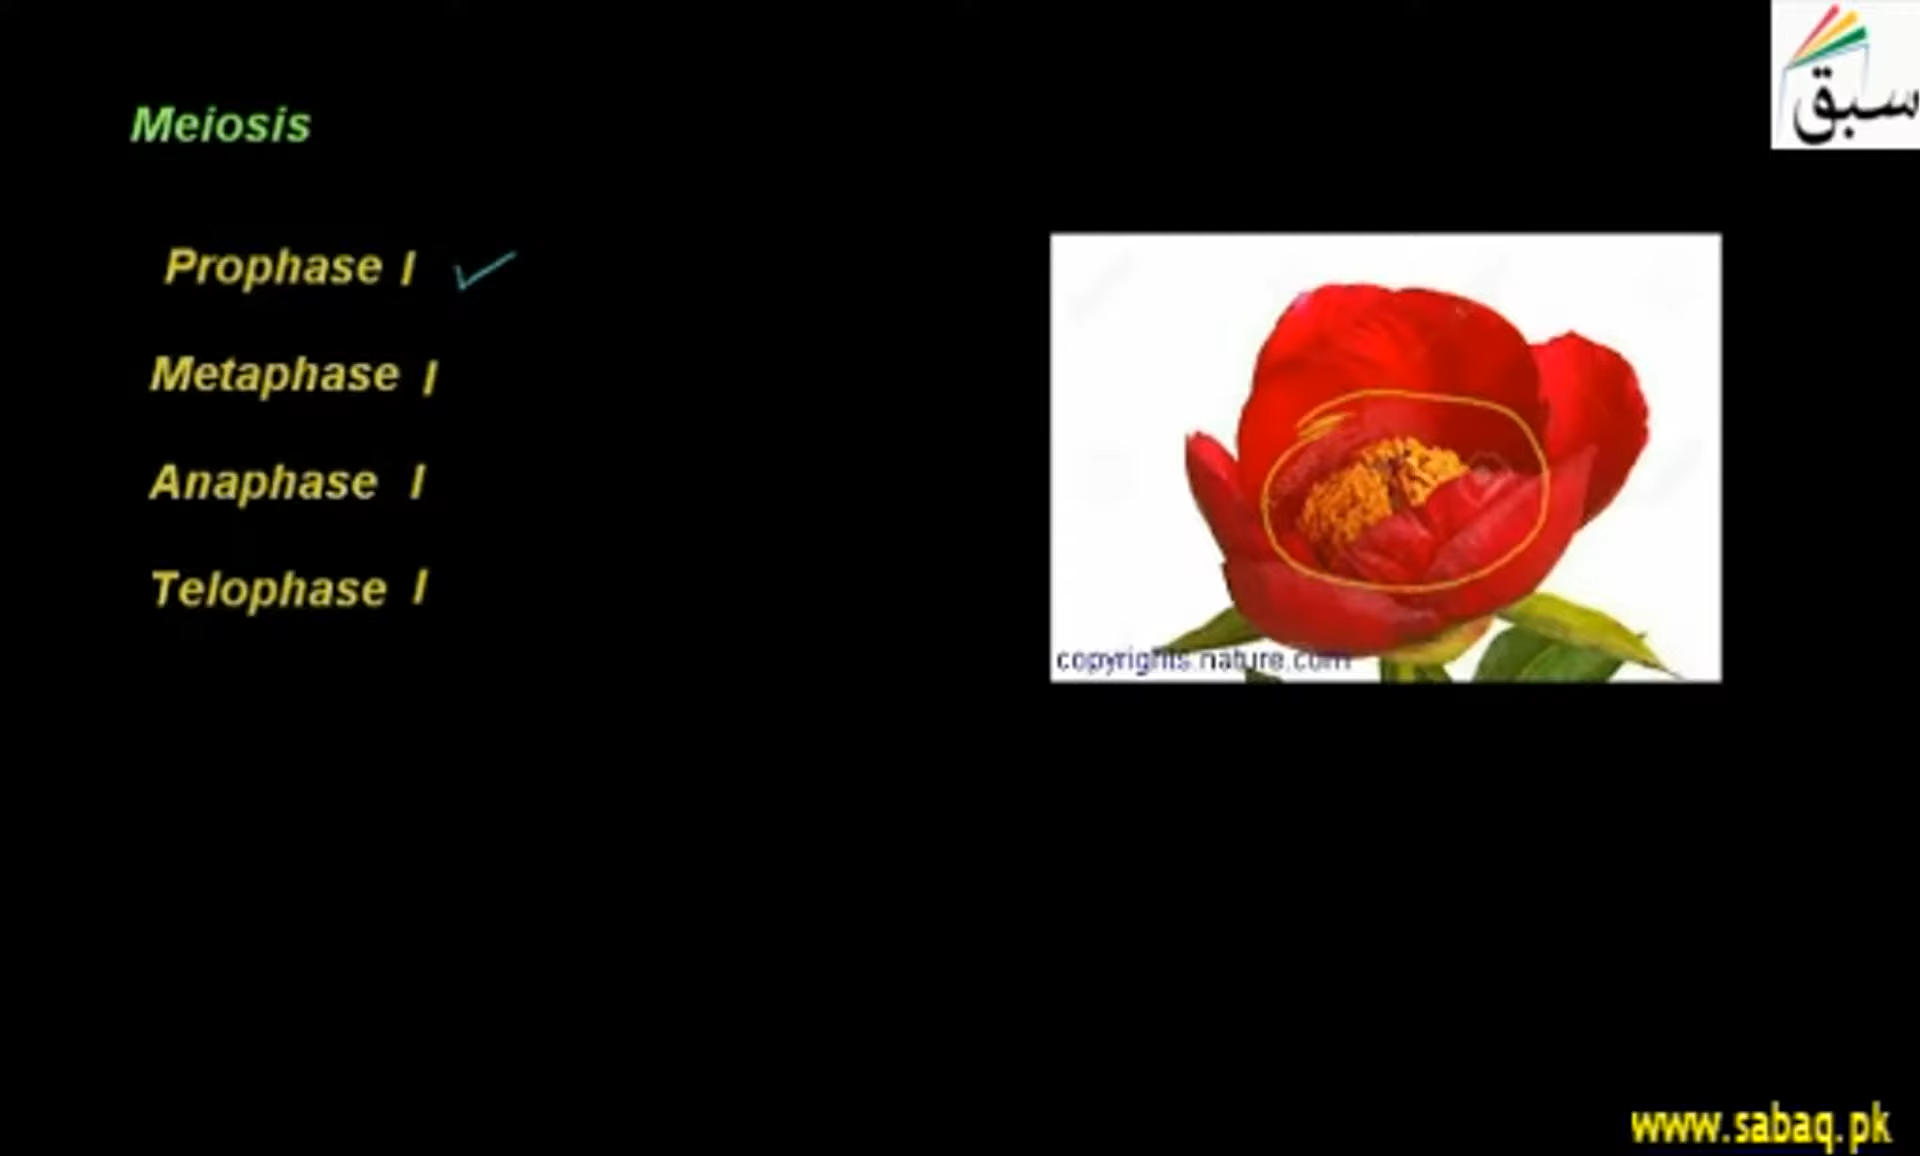 سبق
Meiosis
Prophase I
Metaphase I
Anaphase I
Telophase I
copyrights:nature.com
www.sabaq.pk